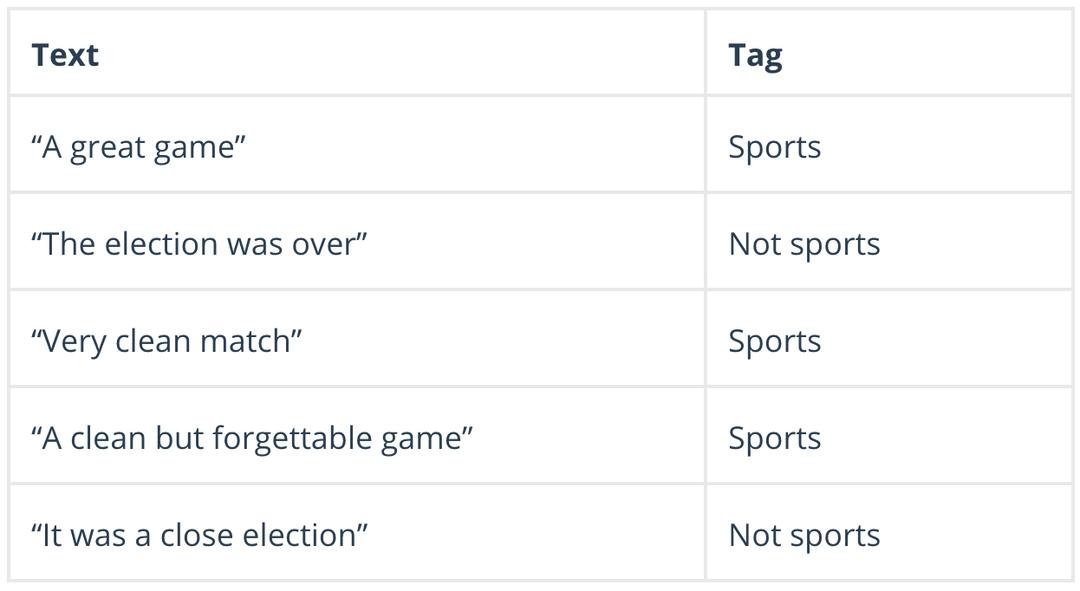 Text Tag
“A great game” Sports
“The election was over” Not sports
“Very clean match” Sports
“A clean but forgettable game” Sports
“It was a close election” Not sports